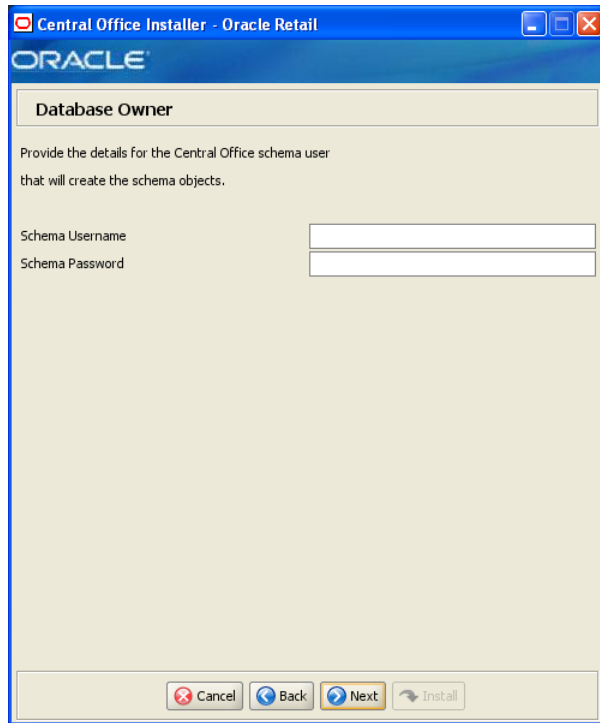 Central Office Installer - Oracle Retail
ORACLE
Database Owner
Provide the details for the Central Office schema user
that will create the schema objects.
Schema Username
Schema Password
Cancel Back Next Install